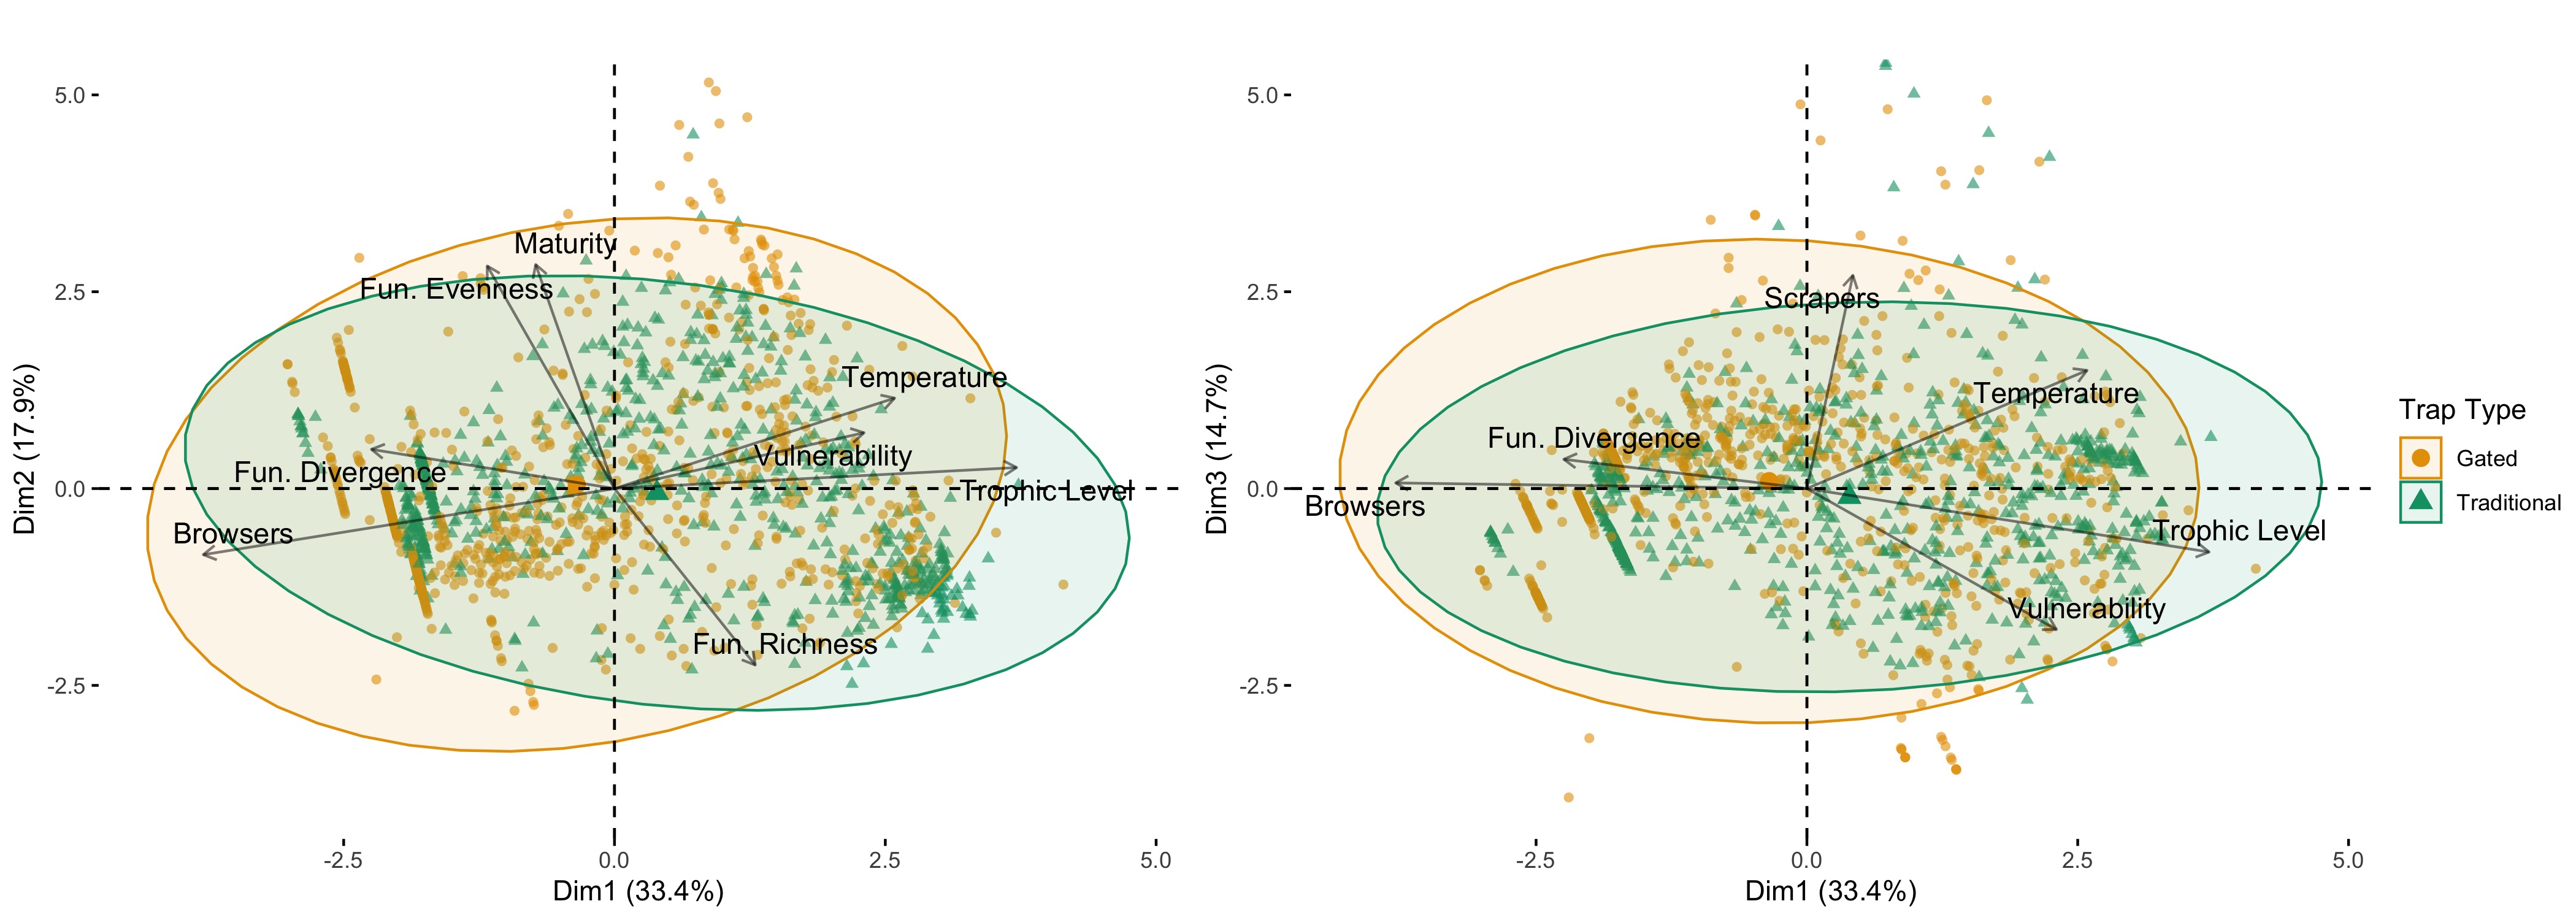 5.0
2.5
0.0
-2.5
Dim2 (17.9%)
Maturity
Fun. Evenness
Temperature
Vulnerability
Fun. Divergence
Trophic Level
Browsers
Fun. Richness
-2.5
0.0
2.5
5.0
Dim1 (33.4%)
5.0
2.5
0.0
-2.5
Dim3 (14.7%)
Scrapers
Temperature
Fun. Divergence
Browsers
Trophic Level
Vulnerability
-2.5
0.0
2.5
5.0
Dim1 (33.4%)
Trap Type
Gated
Traditional